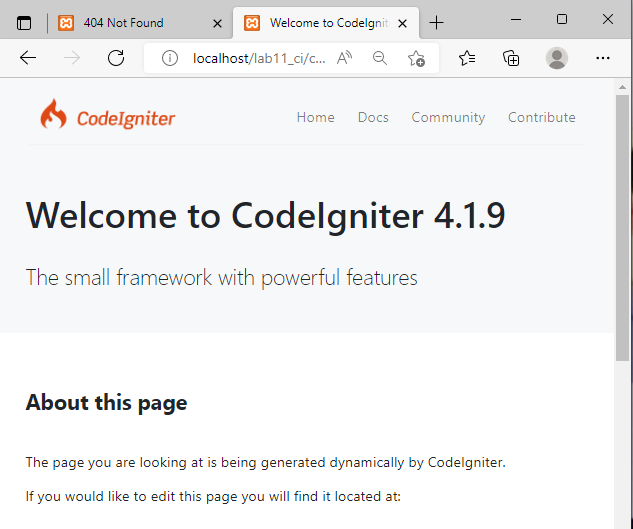 404 Not Found
Welcome to CodeIgnit
localhost/lab11_ci/c...
CodeIgniter
Home Docs Community Contribute
Welcome to CodeIgniter 4.1.9
The small framework with powerful features
About this page
The page you are looking at is being generated dynamically by CodeIgniter.
If you would like to edit this page you will find it located at: